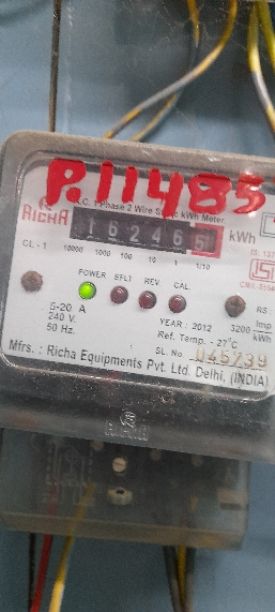 P.11485
A.C. 1 Phase 2 Wire Static kWh Meter
RICHA
162465 kWh
CL - 1 10000 1000 100 10 1 1/10
POWER EFLT REV. CAL.
5-20 A
240 V.
50 Hz.
YEAR : 2012
3200 Imp/kWh
Ref. Temp. - 27°C
SL. No. 045739
Mfrs. : Richa Equipments Pvt. Ltd. Delhi, (INDIA)